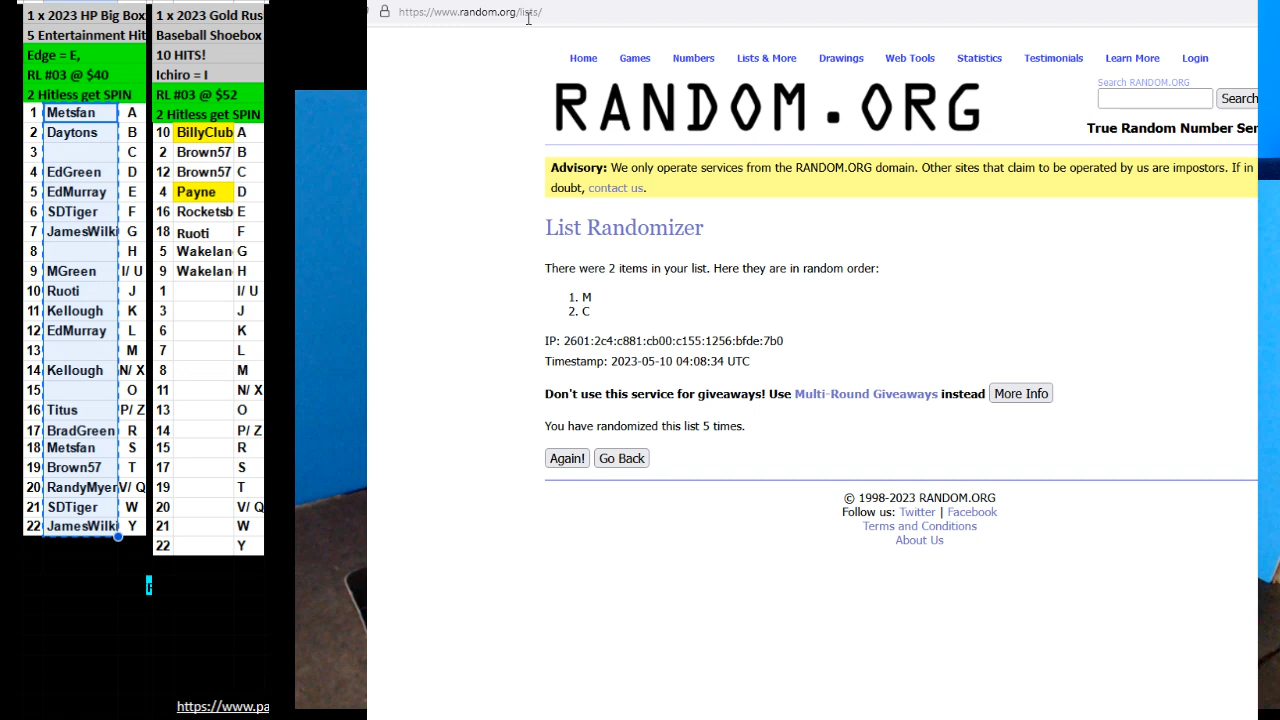 1 x 2023 HP Big Box
5 Entertainment Hit
Edge = E,
RL #03 @ $40
2 Hitless get SPIN
1 Metsfan A
2 Daytons B
3 C
4 EdGreen D
5 EdMurray E
6 SDTiger F
7 JamesWilki G
8 H
9 MGreen I/ U
10 Ruoti J
11 Kellough K
12 EdMurray L
13 M
14 Kellough N/ X
15 O
16 Titus P/ Z
17 BradGreen R
18 Metsfan S
19 Brown57 T
20 RandyMyer V/ Q
21 SDTiger W
22 JamesWilki Y
1 x 2023 Gold Rus
Baseball Shoebox
10 HITS!
Ichiro = I
RL #03 @ $52
2 Hitless get SPIN
10 BillyClub A
2 Brown57 B
12 Brown57 C
4 Payne D
16 Rocketsb E
18 Ruoti F
5 Wakelan G
9 Wakelan H
1 I/ U
3 J
6 K
7 L
8 M
11 N/ X
13 O
14 P/ Z
15 R
17 S
19 T
20 V/ Q
21 W
22 Y
https://www.pa
https://www.random.org/lists/
Home Games Numbers Lists & More Drawings Web Tools Statistics Testimonials Learn More Login
RANDOM.ORG
Search RANDOM.ORG
Search
True Random Number Ser
Advisory: We only operate services from the RANDOM.ORG domain. Other sites that claim to be operated by us are impostors. If in
doubt, contact us.
List Randomizer
There were 2 items in your list. Here they are in random order:
1. M
2. C
IP: 2601:2c4:c881:cb00:c155:1256:bfde:7b0
Timestamp: 2023-05-10 04:08:34 UTC
Don't use this service for giveaways! Use Multi-Round Giveaways instead More Info
You have randomized this list 5 times.
Again! Go Back
© 1998-2023 RANDOM.ORG
Follow us: Twitter | Facebook
Terms and Conditions
About Us